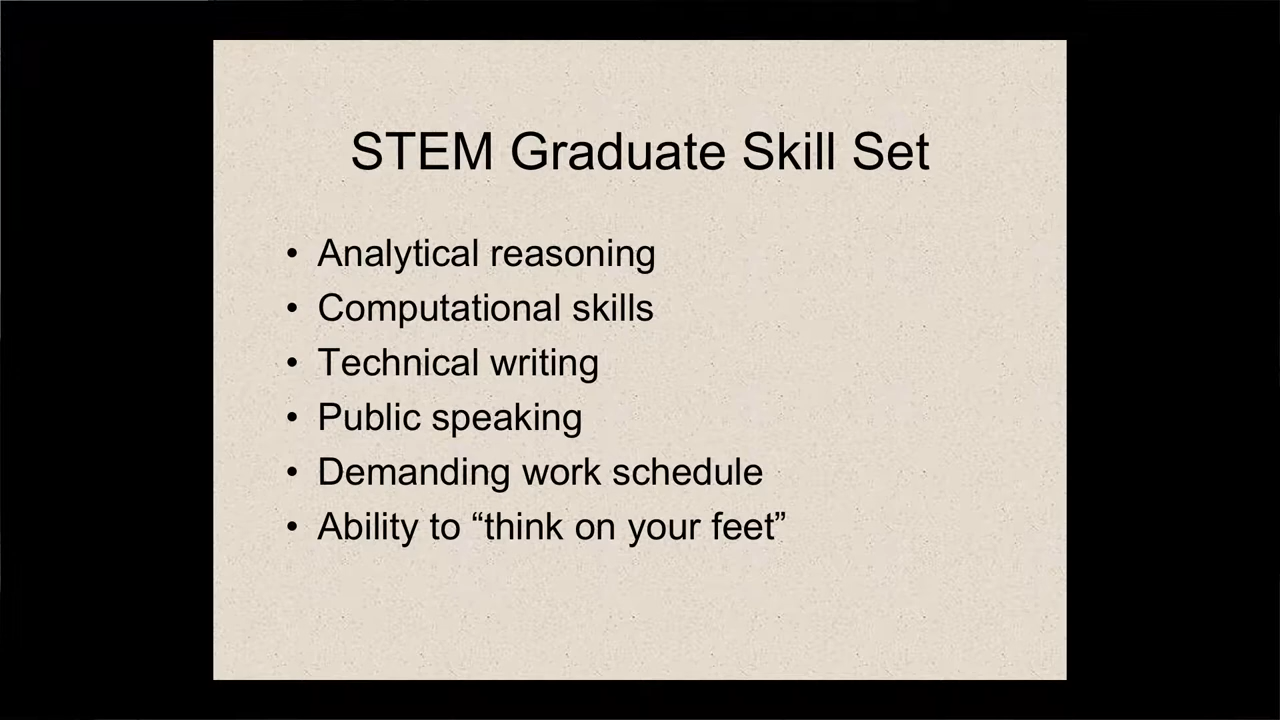 STEM Graduate Skill Set
• Analytical reasoning
• Computational skills
• Technical writing
• Public speaking
• Demanding work schedule
• Ability to “think on your feet”